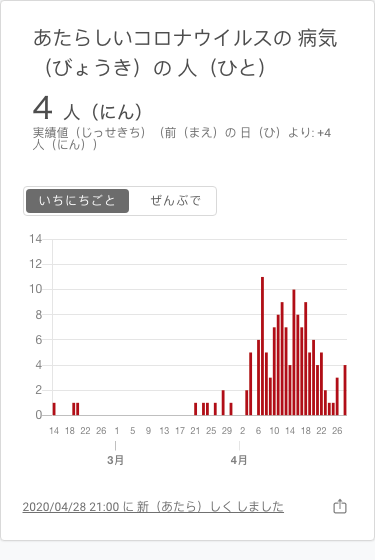 あたらしいコロナウイルスの 病気
（びょうき）の 人（ひと）
4 人（にん）
実績値（じっせきち）（前（まえ）の 日（ひ）より: +4
人（にん））
いちにちごと ぜんぶで
14
12
10
8
6
4
2
0
14 18 22 26 1 5 9 13 17 21 25 29 2 6 10 14 18 22 26
3月 4月
2020/04/28 21:00 に 新（あたら）しく しました